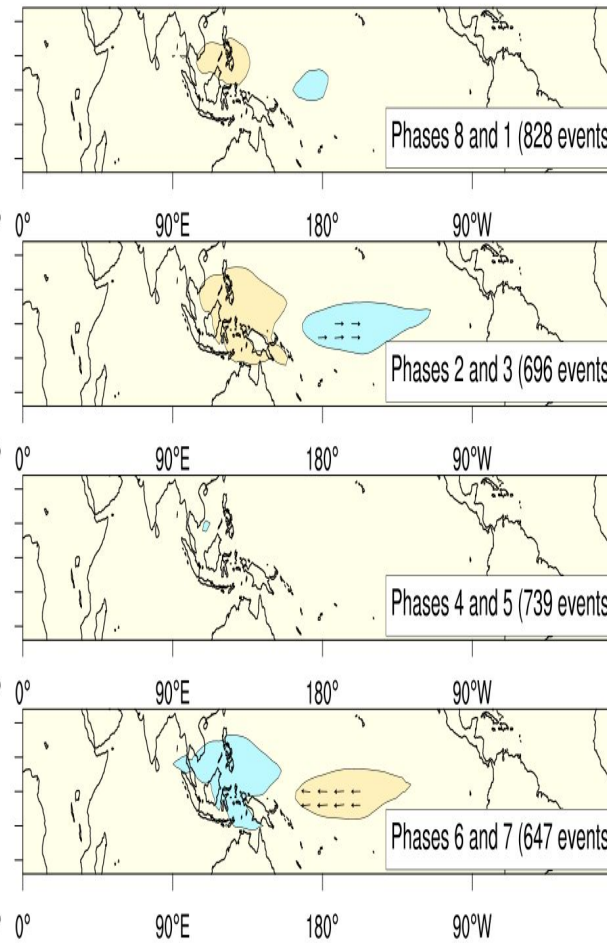 Phases 8 and 1 (828 events
0° 90°E 180° 90°W
Phases 2 and 3 (696 events
0° 90°E 180° 90°W
Phases 4 and 5 (739 events
0° 90°E 180° 90°W
Phases 6 and 7 (647 events
0° 90°E 180° 90°W